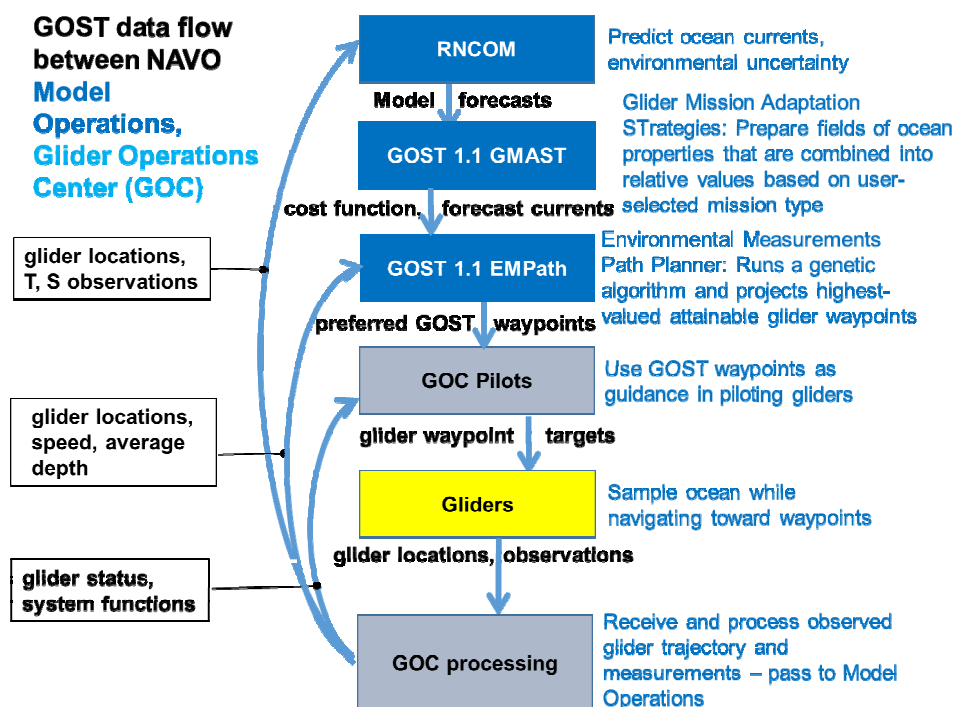 GOST data flow
between NAVO
Model
Operations,
Glider Operations
Center (GOC)
RNCOM
Predict ocean currents,
environmental uncertainty
Model forecasts
GOST 1.1 GMAST
Glider Mission Adaptation
STrategies: Prepare fields of ocean
properties that are combined into
relative values based on user-
selected mission type
cost function, forecast currents
glider locations,
T, S observations
GOST 1.1 EMPath
Environmental Measurements
Path Planner: Runs a genetic
algorithm and projects highest-
valued attainable glider waypoints
preferred GOST waypoints
GOC Pilots
Use GOST waypoints as
guidance in piloting gliders
glider locations,
speed, average
depth
glider waypoint targets
Gliders
Sample ocean while
navigating toward waypoints
glider locations, observations
glider status,
system functions
GOC processing
Receive and process observed
glider trajectory and
measurements – pass to Model
Operations